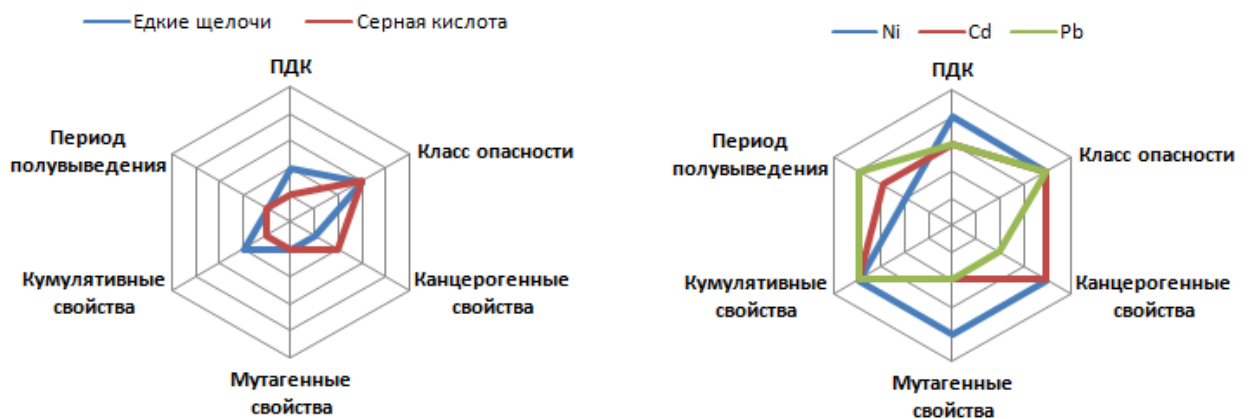 Едкие щелочи
Серная кислота
ПДК
Период
полувыведения
Класс опасности
Кумулятивные
свойства
Канцерогенные
свойства
Мутагенные
свойства
Ni
Cd
Pb
ПДК
Период
полувыведения
Класс опасности
Кумулятивные
свойства
Канцерогенные
свойства
Мутагенные
свойства